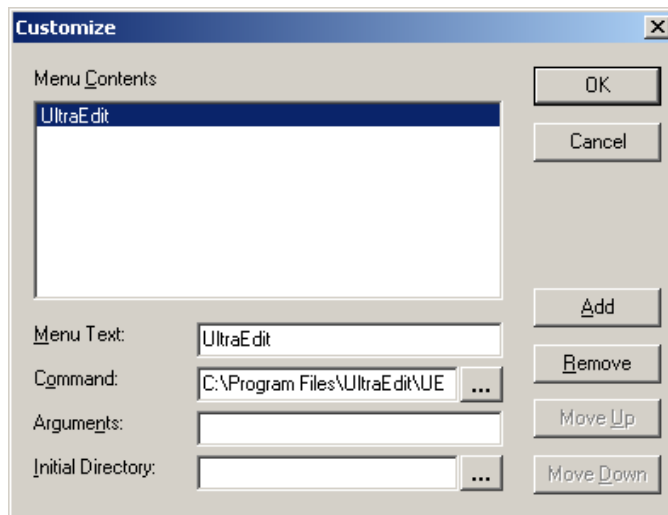 Customize
Menu Contents
UltraEdit
OK
Cancel
Add
Remove
Move Up
Move Down
Menu Text:
UltraEdit
Command:
C:\Program Files\UltraEdit\UE
...
Arguments:
Initial Directory:
...